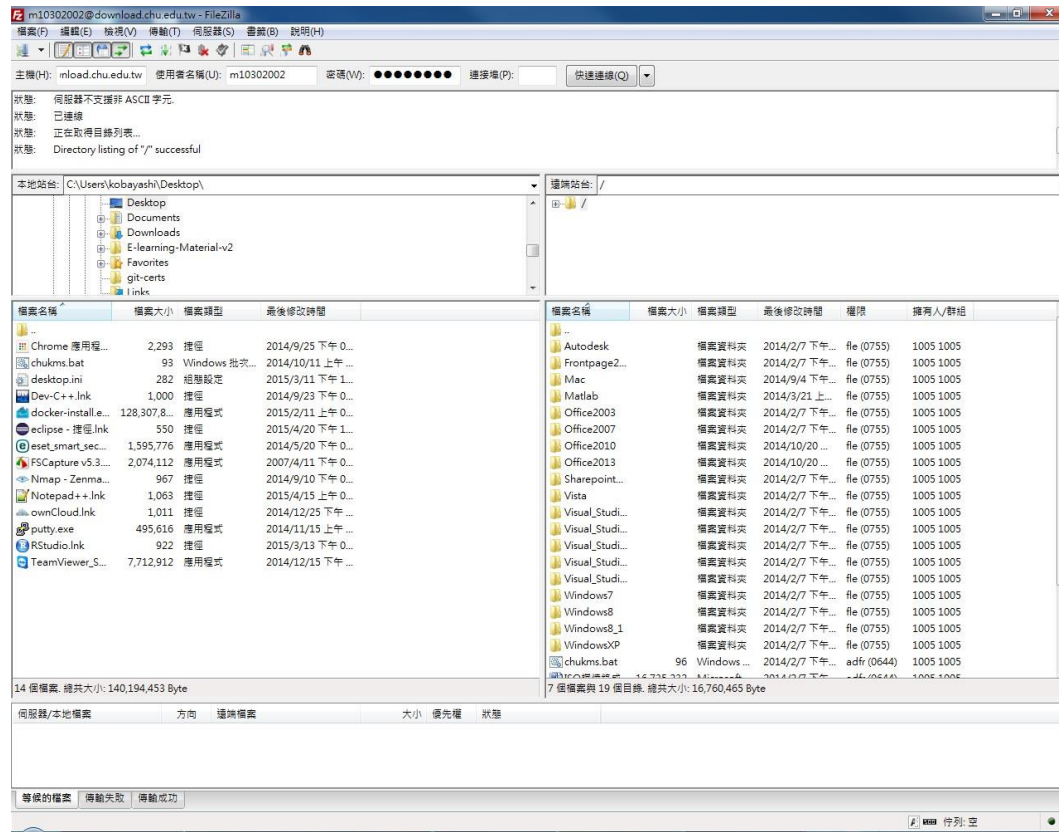 m10302002@download.chu.edu.tw - FileZilla
檔案(F) 編輯(E) 檢視(V) 傳輸(T) 伺服器(S) 書籤(B) 說明(H)
主機(H): mload.chu.edu.tw 使用者名稱(U): m10302002 密碼(W): ●●●●●●●● 連接埠(P): 快速連線(Q)
狀態: 伺服器不支援非 ASCII 字元.
狀態: 已連線
狀態: 正在取得目錄列表...
狀態: Directory listing of "/" successful
本地站台: C:\Users\kobayashi\Desktop\
Desktop
Documents
Downloads
E-learning-Material-v2
Favorites
git-certs
Links
遠端站台: /
/
檔案名稱 檔案大小 檔案類型 最後修改時間
..
Chrome 應用程... 2,293 捷徑 2014/9/25 下午...
chukms.bat 93 Windows 批次... 2014/10/11 上午...
desktop.ini 282 組態設定 2015/3/11 下午 1...
Dev-C++.lnk 1,000 捷徑 2014/9/23 下午 0...
docker-install.e... 128,307,8... 應用程式 2015/2/11 上午 0...
eclipse - 捷徑.lnk 550 捷徑 2015/4/20 下午 1...
eset_smart_sec... 1,595,776 應用程式 2014/5/20 下午 0...
FSCapture v5.3.... 2,074,112 應用程式 2007/4/11 下午 0...
Nmap - Zenma... 967 捷徑 2014/9/10 下午 0...
Notepad++.lnk 1,063 捷徑 2015/4/15 上午 0...
ownCloud.lnk 1,011 捷徑 2014/12/25 下午 ...
putty.exe 495,616 應用程式 2014/11/15 上午 ...
RStudio.lnk 922 捷徑 2015/3/13 下午 0...
TeamViewer_S... 7,712,912 應用程式 2014/12/15 下午 ...
14 個檔案. 總共大小: 140,194,453 Byte
檔案名稱 檔案大小 檔案類型 最後修改時間 權限 擁有人/群組
..
Autodesk 檔案資料夾 2014/2/7 下午... fle (0755) 1005 1005
Frontpage2... 檔案資料夾 2014/2/7 下午... fle (0755) 1005 1005
Mac 檔案資料夾 2014/9/4 下午... fle (0755) 1005 1005
Matlab 檔案資料夾 2014/3/21 上... fle (0755) 1005 1005
Office2003 檔案資料夾 2014/2/7 下午... fle (0755) 1005 1005
Office2007 檔案資料夾 2014/2/7 下午... fle (0755) 1005 1005
Office2010 檔案資料夾 2014/10/20 ... fle (0755) 1005 1005
Office2013 檔案資料夾 2014/10/20 ... fle (0755) 1005 1005
Sharepoint... 檔案資料夾 2014/2/7 下午... fle (0755) 1005 1005
Vista 檔案資料夾 2014/2/7 下午... fle (0755) 1005 1005
Visual_Studi... 檔案資料夾 2014/2/7 下午... fle (0755) 1005 1005
Visual_Studi... 檔案資料夾 2014/2/7 下午... fle (0755) 1005 1005
Visual_Studi... 檔案資料夾 2014/2/7 下午... fle (0755) 1005 1005
Visual_Studi... 檔案資料夾 2014/2/7 下午... fle (0755) 1005 1005
Visual_Studi... 檔案資料夾 2014/2/7 下午... fle (0755) 1005 1005
Windows7 檔案資料夾 2014/2/7 下午... fle (0755) 1005 1005
Windows8 檔案資料夾 2014/2/7 下午... fle (0755) 1005 1005
Windows8_1 檔案資料夾 2014/2/7 下午... fle (0755) 1005 1005
WindowsXP 檔案資料夾 2014/2/7 下午... fle (0755) 1005 1005
chukms.bat 96 Windows ... 2014/2/7 下午... adfr (0644) 1005 1005
7 個檔案與 19 個目錄. 總共大小: 16,760,465 Byte
伺服器/本地檔案 方向 遠端檔案 大小 優先權 狀態
等候的檔案 傳輸失敗 傳輸成功
佇列: 空